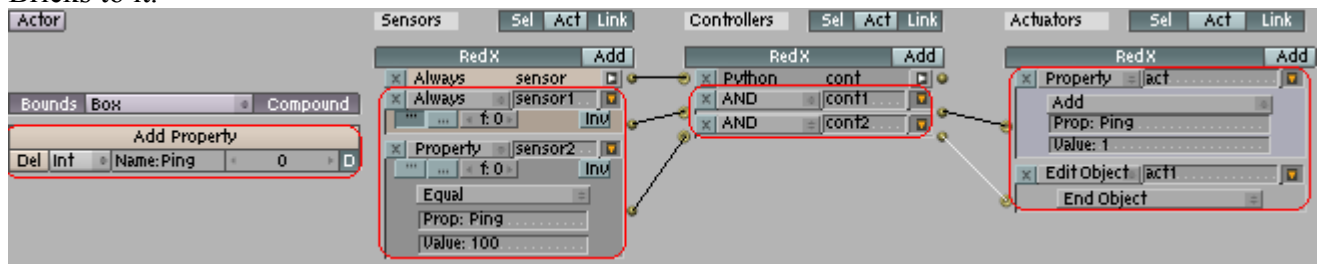 Bricks to it.
Actor Sensors Sel Act Link Controllers Sel Act Link Actuators Sel Act Link
RedX Add RedX Add RedX Add
X Always sensor X Python cont X Property act
Bounds Box Compound X Always sensor1 X AND cont1 Add
f: 0 Inv X AND cont2 Prop: Ping
Add Property X Property sensor2 Value: 1
Del Int Name:Ping 0 D f: 0 Inv X Edit Object act1
Equal End Object
Prop: Ping
Value: 100